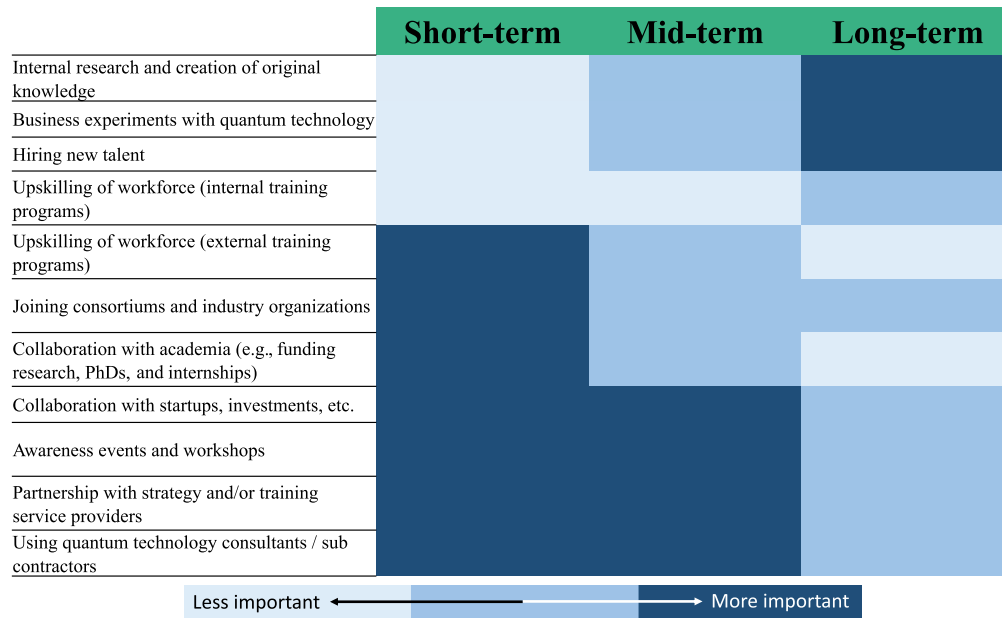 Short-term Mid-term Long-term
Internal research and creation of original
knowledge
Business experiments with quantum technology
Hiring new talent
Upskilling of workforce (internal training
programs)
Upskilling of workforce (external training
programs)
Joining consortiums and industry organizations
Collaboration with academia (e.g., funding
research, PhDs, and internships)
Collaboration with startups, investments, etc.
Awareness events and workshops
Partnership with strategy and/or training
service providers
Using quantum technology consultants / sub
contractors
Less important More important